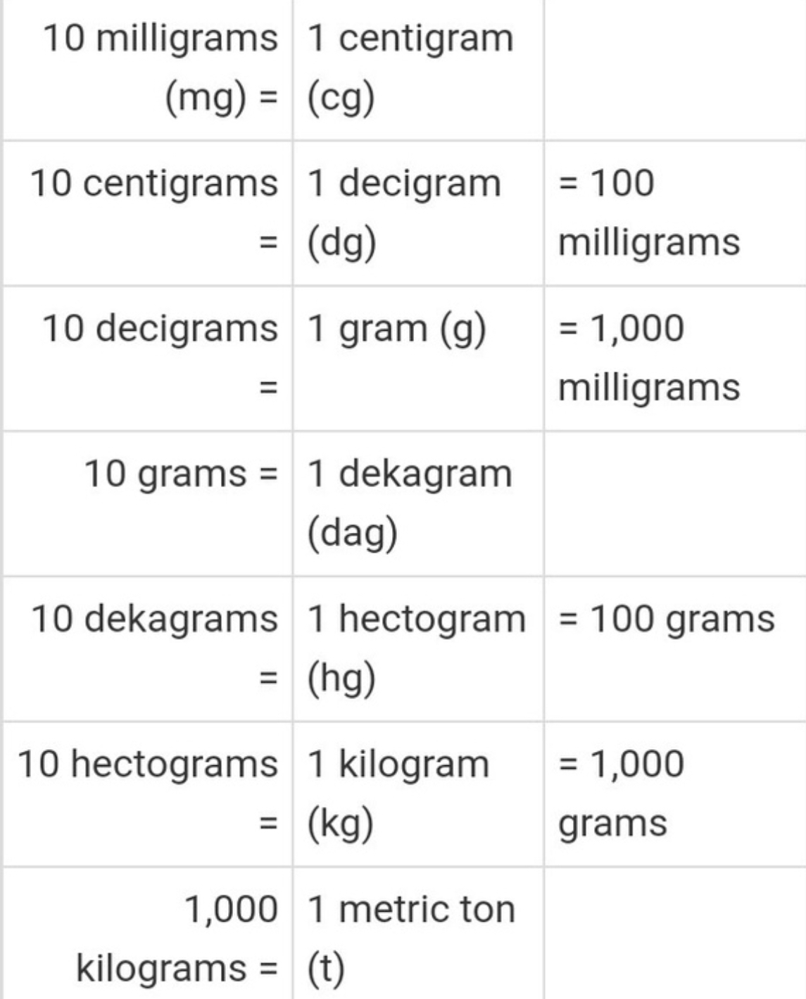 10 milligrams
(mg) =
1 centigram
(cg)
10 centigrams
=
1 decigram
(dg)
= 100
milligrams
10 decigrams
=
1 gram (g)
= 1,000
milligrams
10 grams =
1 dekagram
(dag)
10 dekagrams
=
1 hectogram
(hg)
= 100 grams
10 hectograms
=
1 kilogram
(kg)
= 1,000
grams
1,000
kilograms =
1 metric ton
(t)